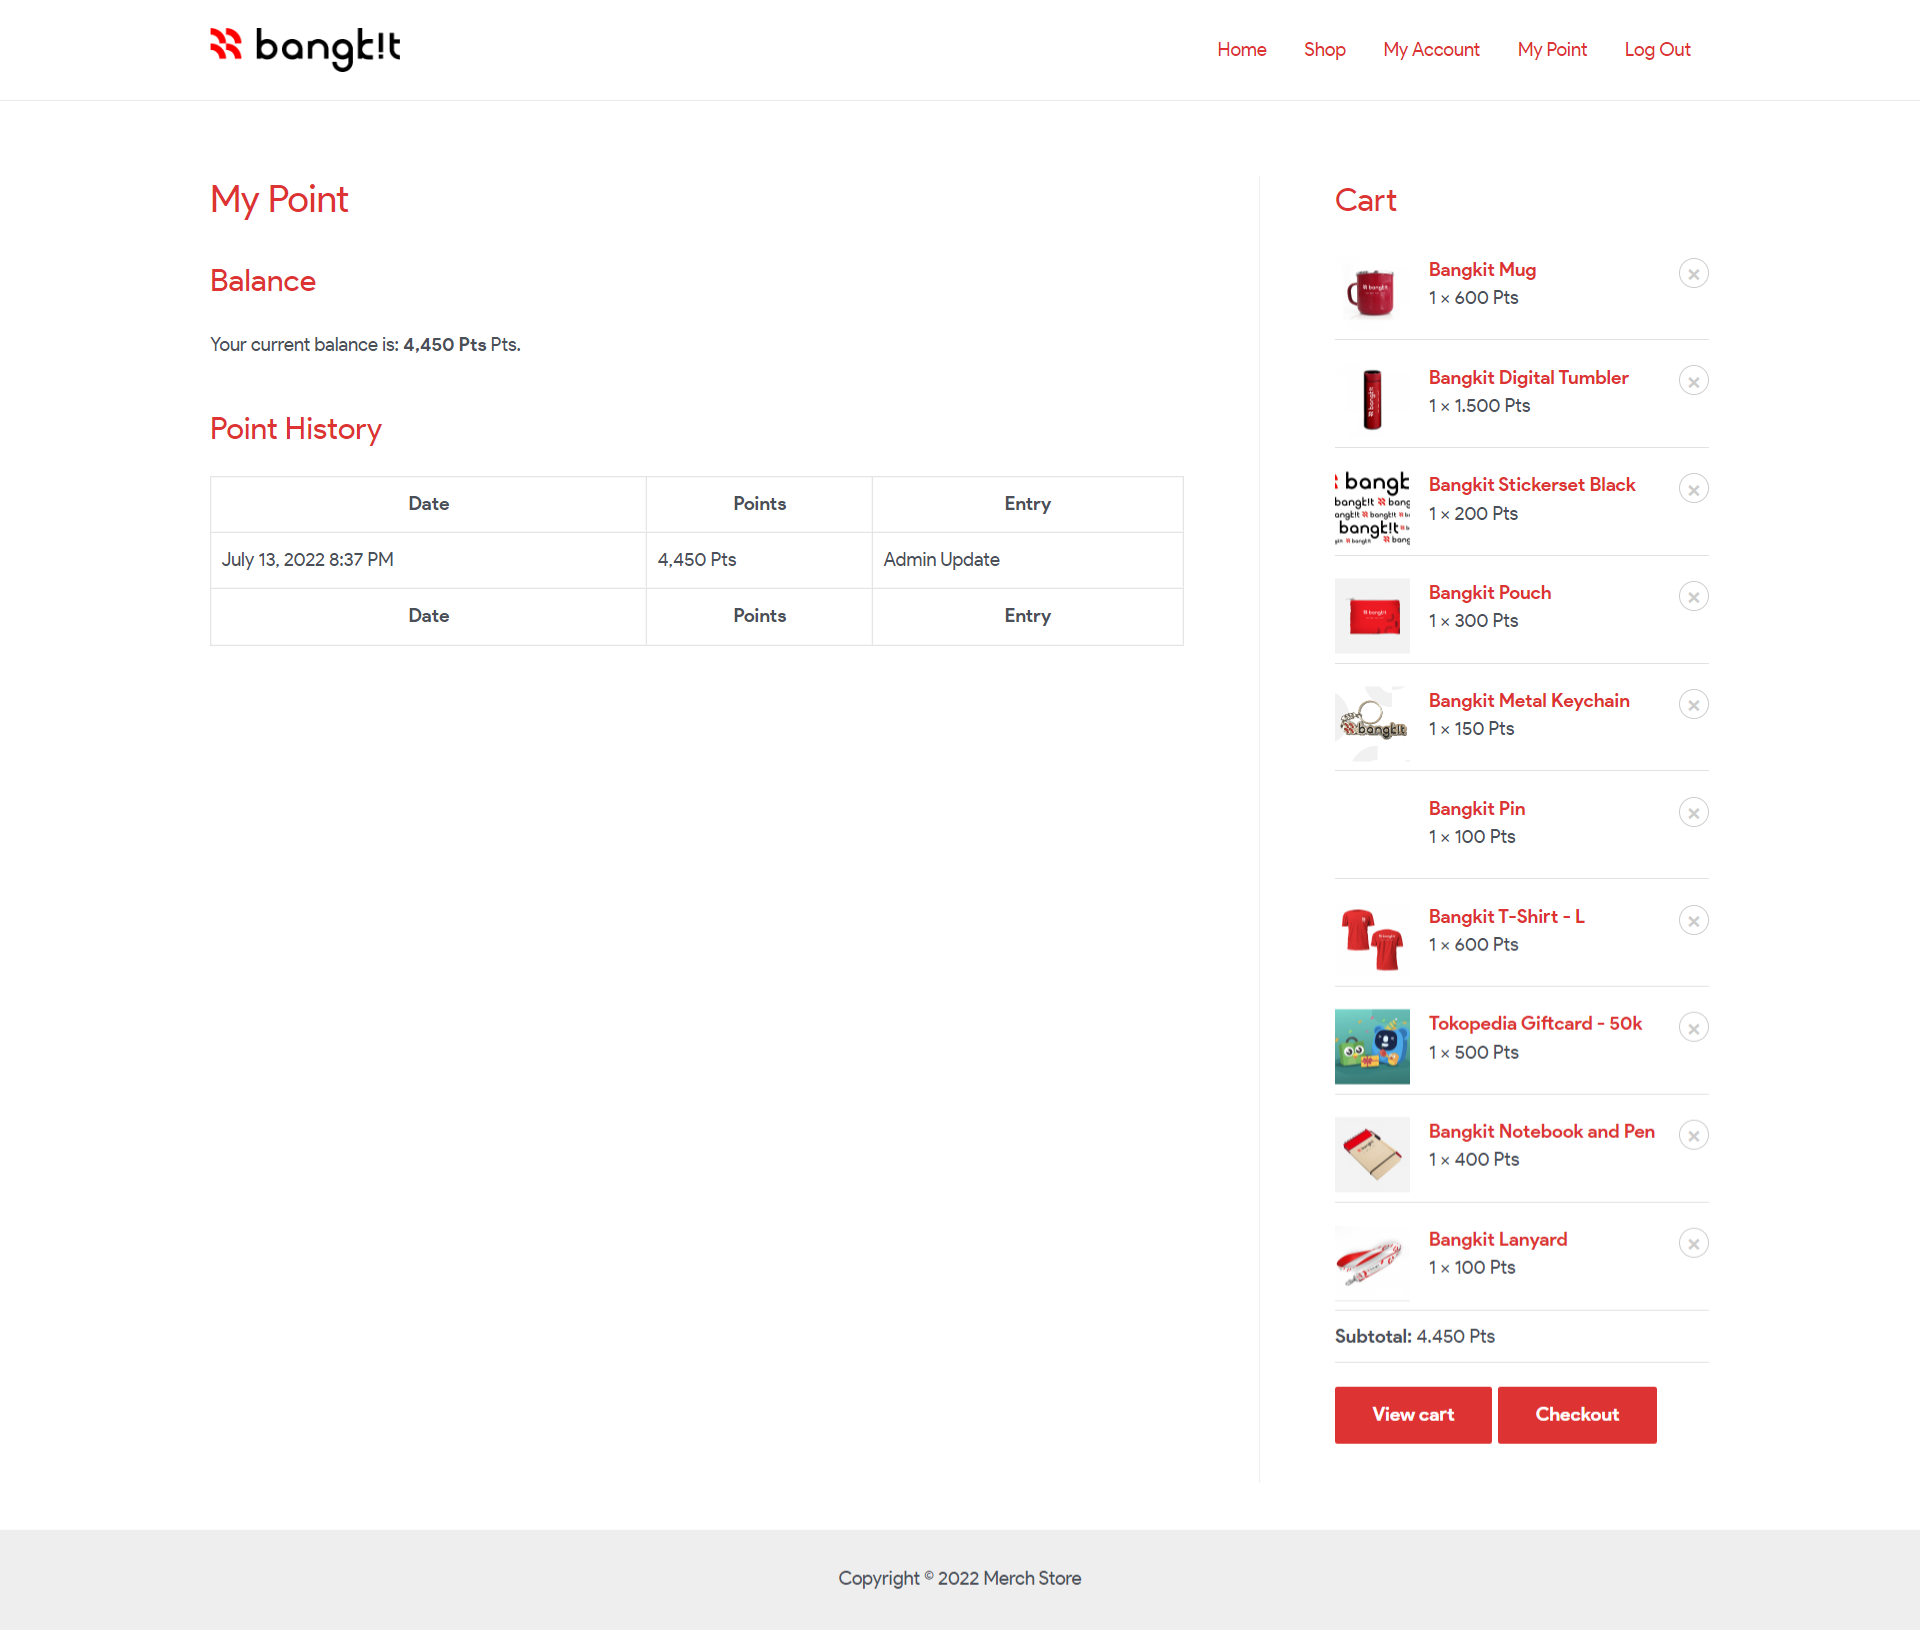 bangk!t
Home Shop My Account My Point Log Out
My Point
Balance
Your current balance is: 4,450 Pts Pts.
Point History
Date Points Entry
July 13, 2022 8:37 PM 4,450 Pts Admin Update
Date Points Entry
Cart
Bangkit Mug
1 × 600 Pts
Bangkit Digital Tumbler
1 × 1.500 Pts
Bangkit Stickerset Black
1 × 200 Pts
Bangkit Pouch
1 × 300 Pts
Bangkit Metal Keychain
1 × 150 Pts
Bangkit Pin
1 × 100 Pts
Bangkit T-Shirt - L
1 × 600 Pts
Tokopedia Giftcard - 50k
1 × 500 Pts
Bangkit Notebook and Pen
1 × 400 Pts
Bangkit Lanyard
1 × 100 Pts
Subtotal: 4.450 Pts
View cart Checkout
Copyright © 2022 Merch Store